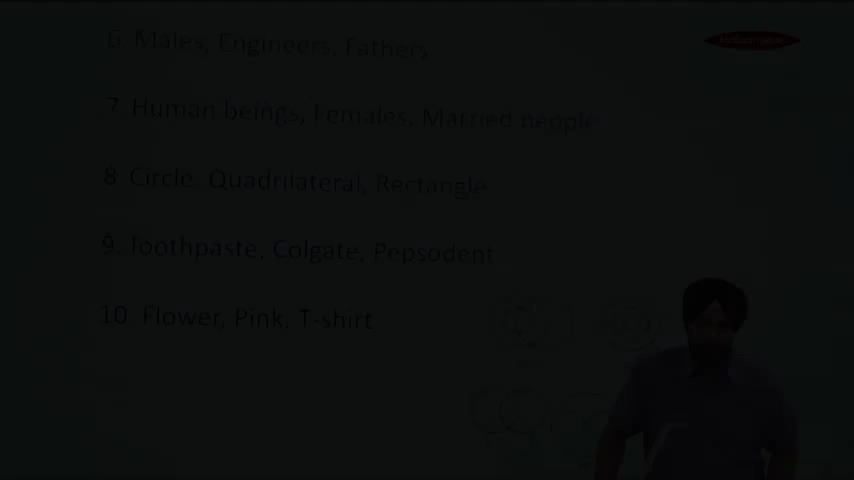 6. Males, Engineers, Fathers
7. Human beings, Females, Married people
8. Circle, Quadrilateral, Rectangle
9. Toothpaste, Colgate, Pepsodent
10. Flower, Pink, T-shirt